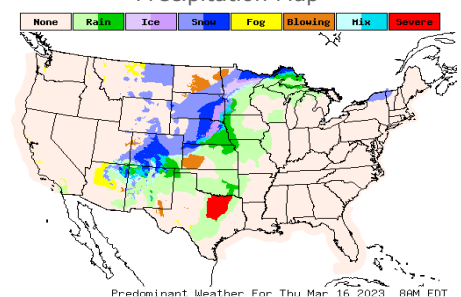 Precipitation Map
None Rain Ice Snow Fog Blowing Mix Severe
Predominant Weather For Thu Mar 16 2023 8AM EDT